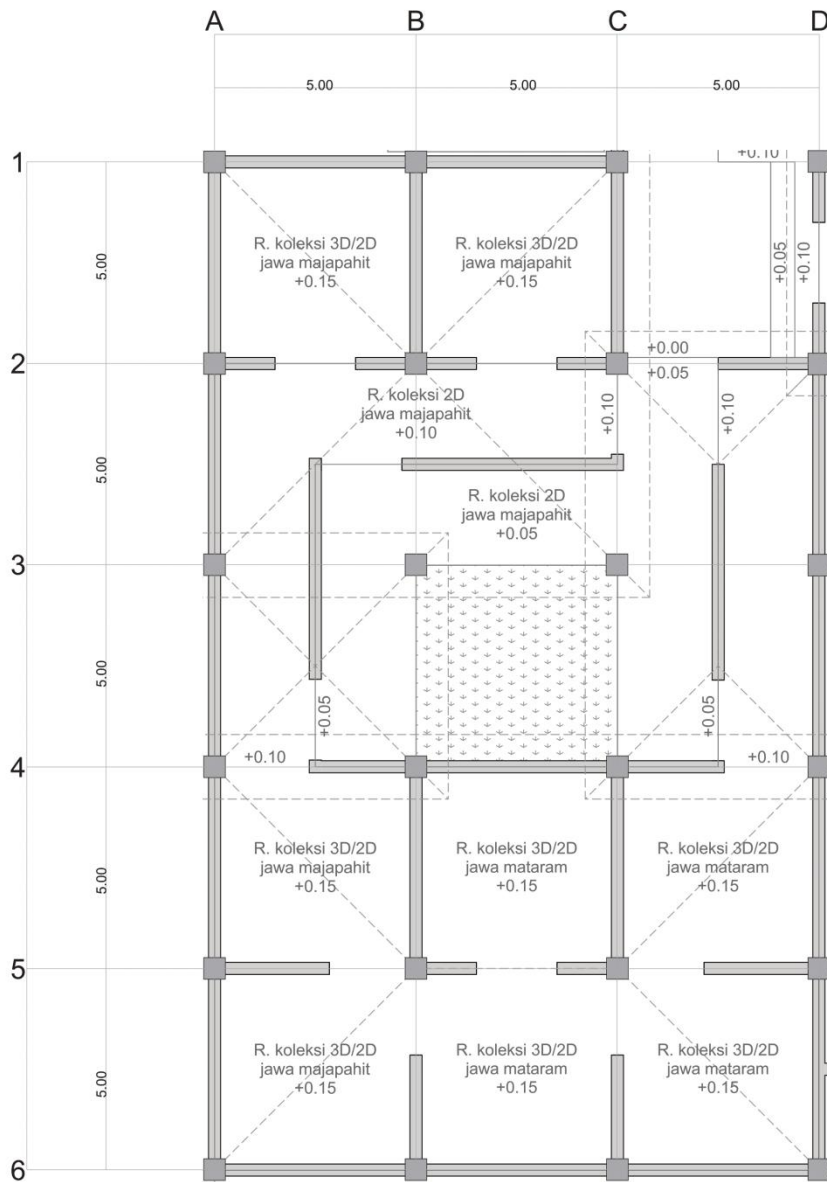 A B C D
5.00 5.00 5.00
1
+0.10
R. koleksi 3D/2D
jawa majapahit
+0.15
R. koleksi 3D/2D
jawa majapahit
+0.15
5.00
+0.05
+0.10
2
+0.00
+0.05
R. koleksi 2D
jawa majapahit
+0.10
+0.10
+0.10
5.00
R. koleksi 2D
jawa majapahit
+0.05
3
5.00
+0.05
+0.05
+0.10
+0.10
4
R. koleksi 3D/2D
jawa majapahit
+0.15
R. koleksi 3D/2D
jawa mataram
+0.15
R. koleksi 3D/2D
jawa mataram
+0.15
5.00
5
R. koleksi 3D/2D
jawa majapahit
+0.15
R. koleksi 3D/2D
jawa mataram
+0.15
R. koleksi 3D/2D
jawa mataram
+0.15
5.00
6